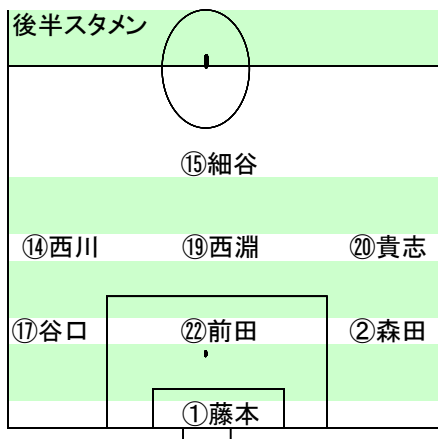 後半スタメン
⑮細谷
⑭西川 ⑲西淵 ⑳貴志
⑰谷口 ㉒前田 ②森田
①藤本